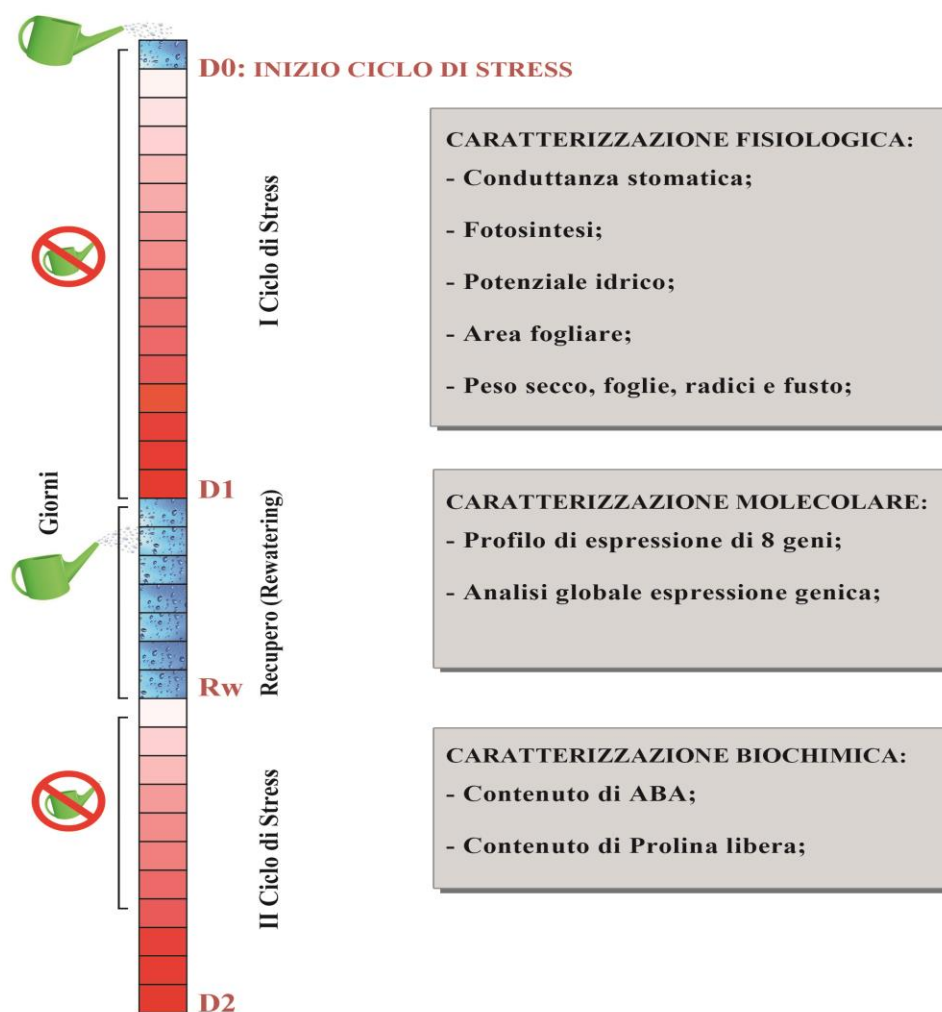 D0: INIZIO CICLO DI STRESS
I Ciclo di Stress
Giorni
D1
Recupero (Rewatering)
Rw
II Ciclo di Stress
D2
CARATTERIZZAZIONE FISIOLOGICA:
- Conduttanza stomatica;
- Fotosintesi;
- Potenziale idrico;
- Area fogliare;
- Peso secco, foglie, radici e fusto;
CARATTERIZZAZIONE MOLECOLARE:
- Profilo di espressione di 8 geni;
- Analisi globale espressione genica;
CARATTERIZZAZIONE BIOCHIMICA:
- Contenuto di ABA;
- Contenuto di Prolina libera;